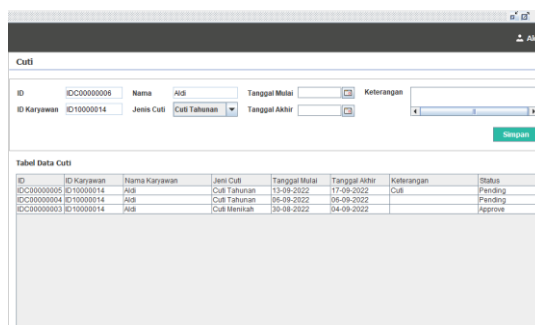 Ak
Cuti
ID IDC00000006 Nama Aldi Tanggal Mulai Keterangan
ID Karyawan ID10000014 Jenis Cuti Cuti Tahunan Tanggal Akhir
Simpan
Tabel Data Cuti
ID ID Karyawan Nama Karyawan Jeni Cuti Tanggal Mulai Tanggal Akhir Keterangan Status
IDC00000005 ID10000014 Aldi Cuti Tahunan 13-09-2022 17-09-2022 Cuti Pending
IDC00000004 ID10000014 Aldi Cuti Tahunan 06-09-2022 06-09-2022 Pending
IDC00000003 ID10000014 Aldi Cuti Menikah 30-08-2022 04-09-2022 Approve